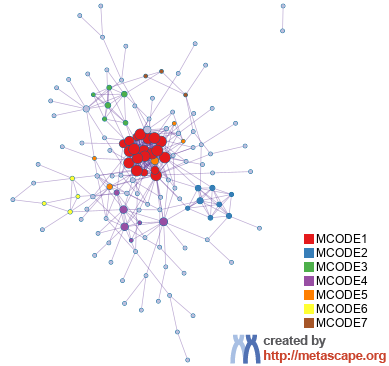 MCODE1
MCODE2
MCODE3
MCODE4
MCODE5
MCODE6
MCODE7
created by
http://metascape.org